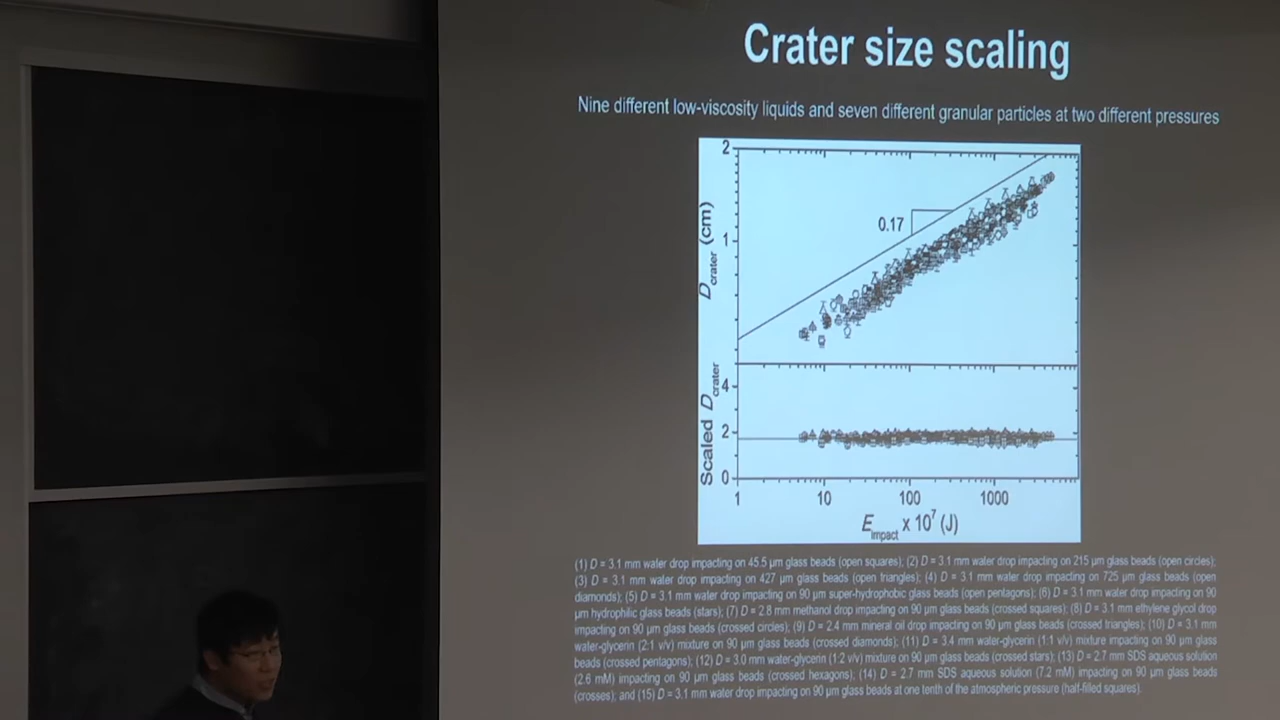 Crater size scaling
Nine different low-viscosity liquids and seven different granular particles at two different pressures
2
0.17
1
D crater (cm)
4
Scaled D crater
2
0
1 10 100 1000
E impact x 10⁷ (J)
(1) D = 3.1 mm water drop impacting on 45.5 µm glass beads (open squares); (2) D = 3.1 mm water drop impacting on 215 µm glass beads (open circles);
(3) D = 3.1 mm water drop impacting on 427 µm glass beads (open triangles); (4) D = 3.1 mm water drop impacting on 725 µm glass beads (open
diamonds); (5) D = 3.1 mm water drop impacting on 90 µm super-hydrophobic glass beads (open pentagons); (6) D = 3.1 mm water drop impacting on 90
µm hydrophilic glass beads (stars); (7) D = 2.8 mm methanol drop impacting on 90 µm glass beads (crossed squares); (8) D = 3.1 mm ethylene glycol drop
impacting on 90 µm glass beads (crossed circles); (9) D = 2.4 mm mineral oil drop impacting on 90 µm glass beads (crossed triangles); (10) D = 3.1 mm
water-glycerin (2:1 v/v) mixture on 90 µm glass beads (crossed diamonds); (11) D = 3.4 mm water-glycerin (1:1 v/v) mixture impacting on 90 µm glass
beads (crossed pentagons); (12) D = 3.0 mm water-glycerin (1:2 v/v) mixture on 90 µm glass beads (crossed stars); (13) D = 2.7 mm SDS aqueous solution
(2.6 mM) impacting on 90 µm glass beads (crossed hexagons); (14) D = 2.7 mm SDS aqueous solution (7.2 mM) impacting on 90 µm glass beads
(crosses); and (15) D = 3.1 mm water drop impacting on 90 µm glass beads at one tenth of the atmospheric pressure (half-filled squares).